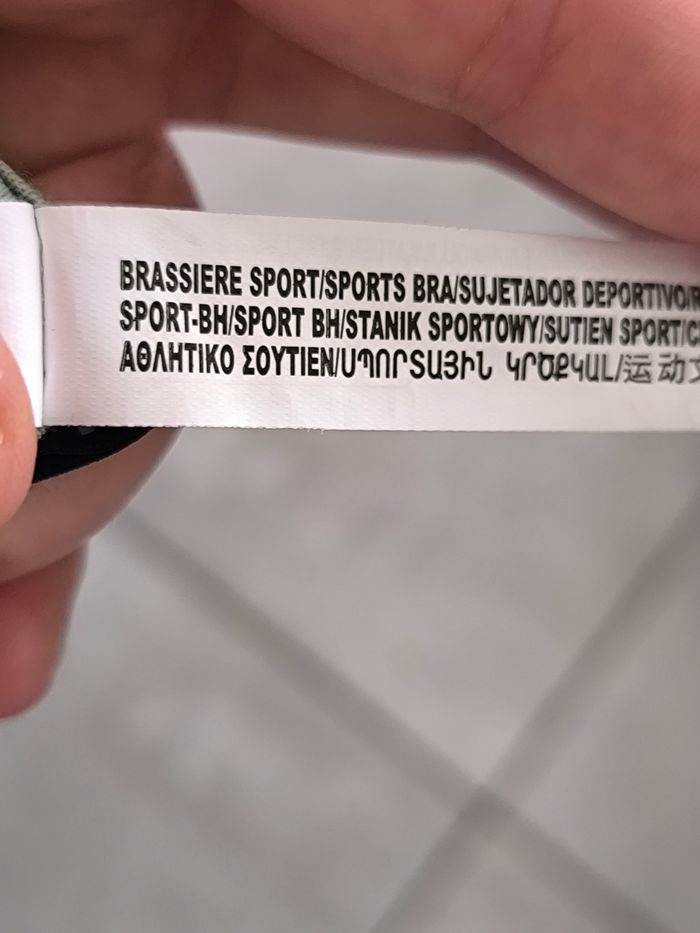 BRASSIERE SPORT/SPORTS BRA/SUJETADOR DEPORTIVO/
SPORT-BH/SPORT BH/STANIK SPORTOWY/SUTIEN SPORT/
ΑΘΛΗΤΙΚΟ ΣΟΥΤΙΕΝ/ՍՊՈՐՏԱՅԻՆ ԿՐԾՔԿԱԼ/运动文